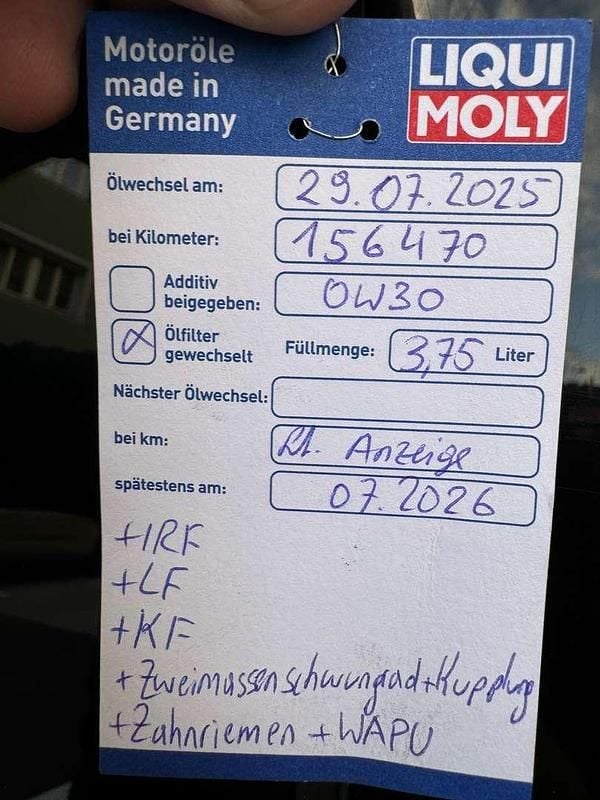 Motoröle
made in
Germany
LIQUI
MOLY
Ölwechsel am: 29.07.2025
bei Kilometer: 156470
Additiv
beigegeben: 0W30
Ölfilter
gewechselt
Füllmenge: 3,75 Liter
Nächster Ölwechsel:
bei km: Lt. Anzeige
spätestens am: 07.2026
+IRF
+LF
+KF
+Zweimassenschwungrad+Kupplung
+Zahnriemen +WAPU